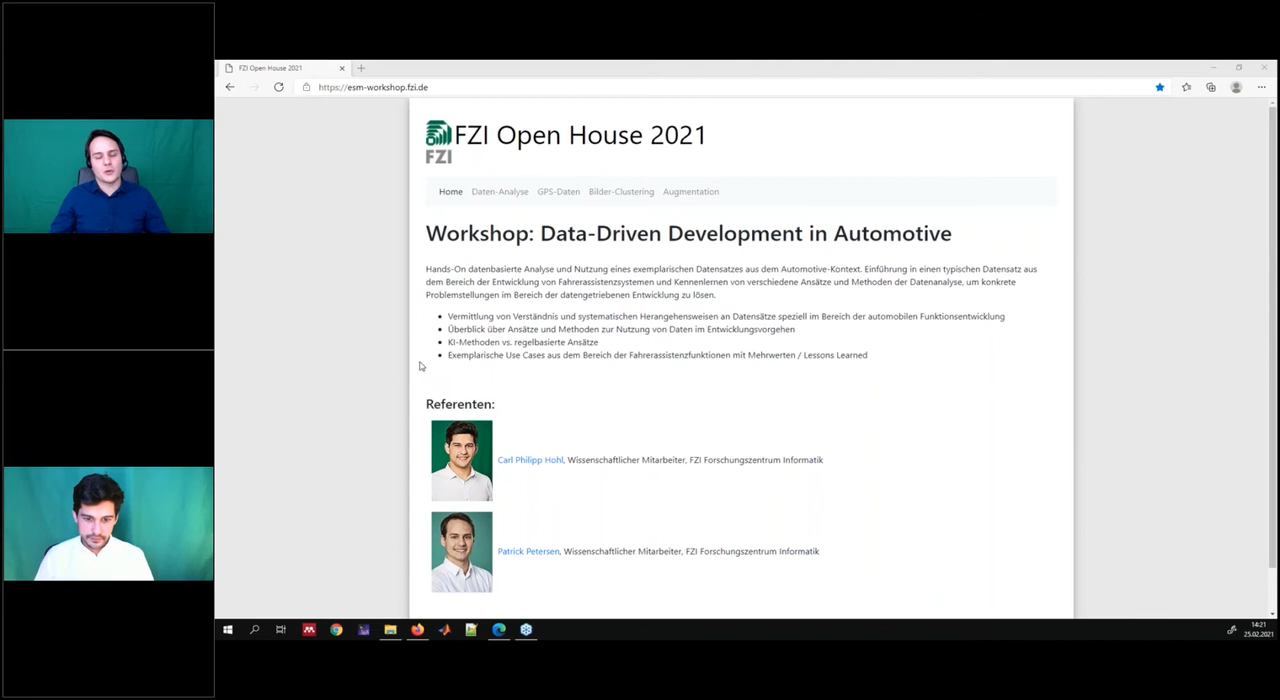 FZI Open House 2021
https://esm-workshop.fzi.de
FZI Open House 2021
FZI
Home Daten-Analyse GPS-Daten Bilder-Clustering Augmentation
Workshop: Data-Driven Development in Automotive
Hands-On datenbasierte Analyse und Nutzung eines exemplarischen Datensatzes aus dem Automotive-Kontext. Einführung in einen typischen Datensatz aus
dem Bereich der Entwicklung von Fahrerassistenzsystemen und Kennenlernen von verschiedene Ansätze und Methoden der Datenanalyse, um konkrete
Problemstellungen im Bereich der datengetriebenen Entwicklung zu lösen.
Vermittlung von Verständnis und systematischen Herangehensweisen an Datensätze speziell im Bereich der automobilen Funktionsentwicklung
Überblick über Ansätze und Methoden zur Nutzung von Daten im Entwicklungsvorgehen
KI-Methoden vs. regelbasierte Ansätze
Exemplarische Use Cases aus dem Bereich der Fahrerassistenzfunktionen mit Mehrwerten / Lessons Learned
Referenten:
Carl Philipp Hohl, Wissenschaftlicher Mitarbeiter, FZI Forschungszentrum Informatik
Patrick Petersen, Wissenschaftlicher Mitarbeiter, FZI Forschungszentrum Informatik
14:21
25.02.2021